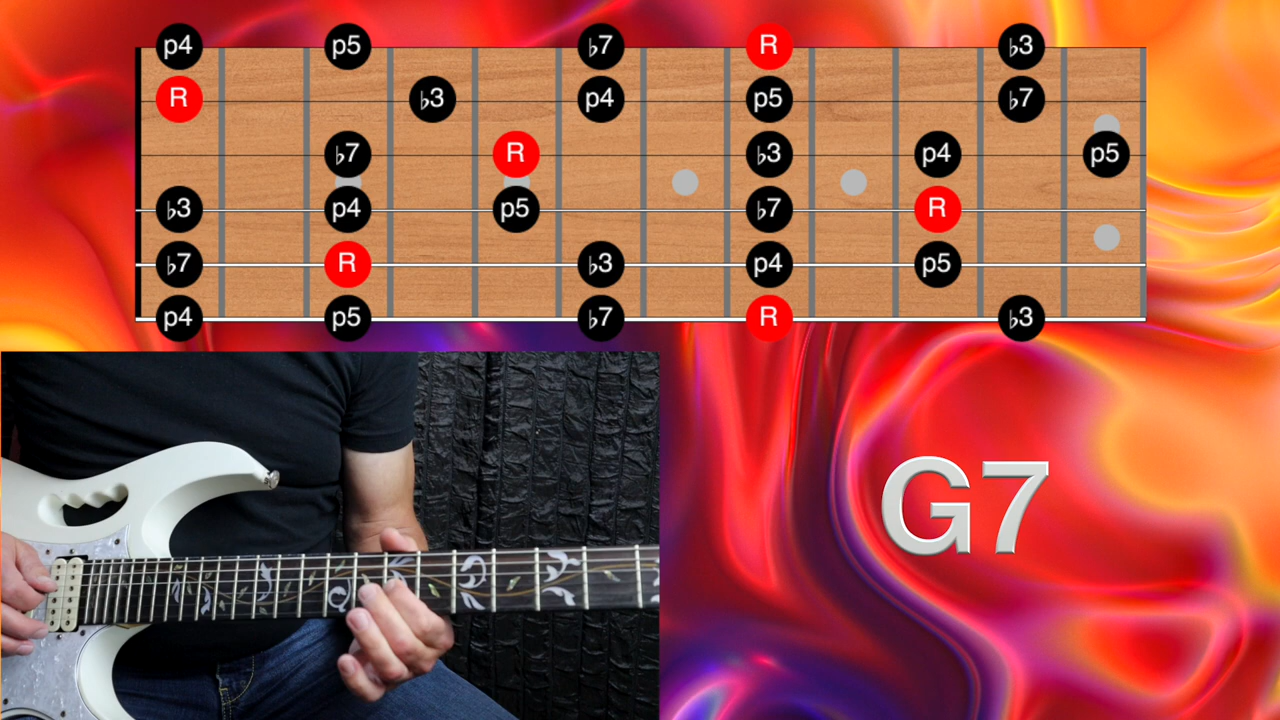 p4 p5 ♭7 R ♭3
R ♭3 p4 p5 ♭7
♭7 R ♭3 p4 p5
♭3 p4 p5 ♭7 R
♭7 R ♭3 p4 p5
p4 p5 ♭7 R ♭3
G7